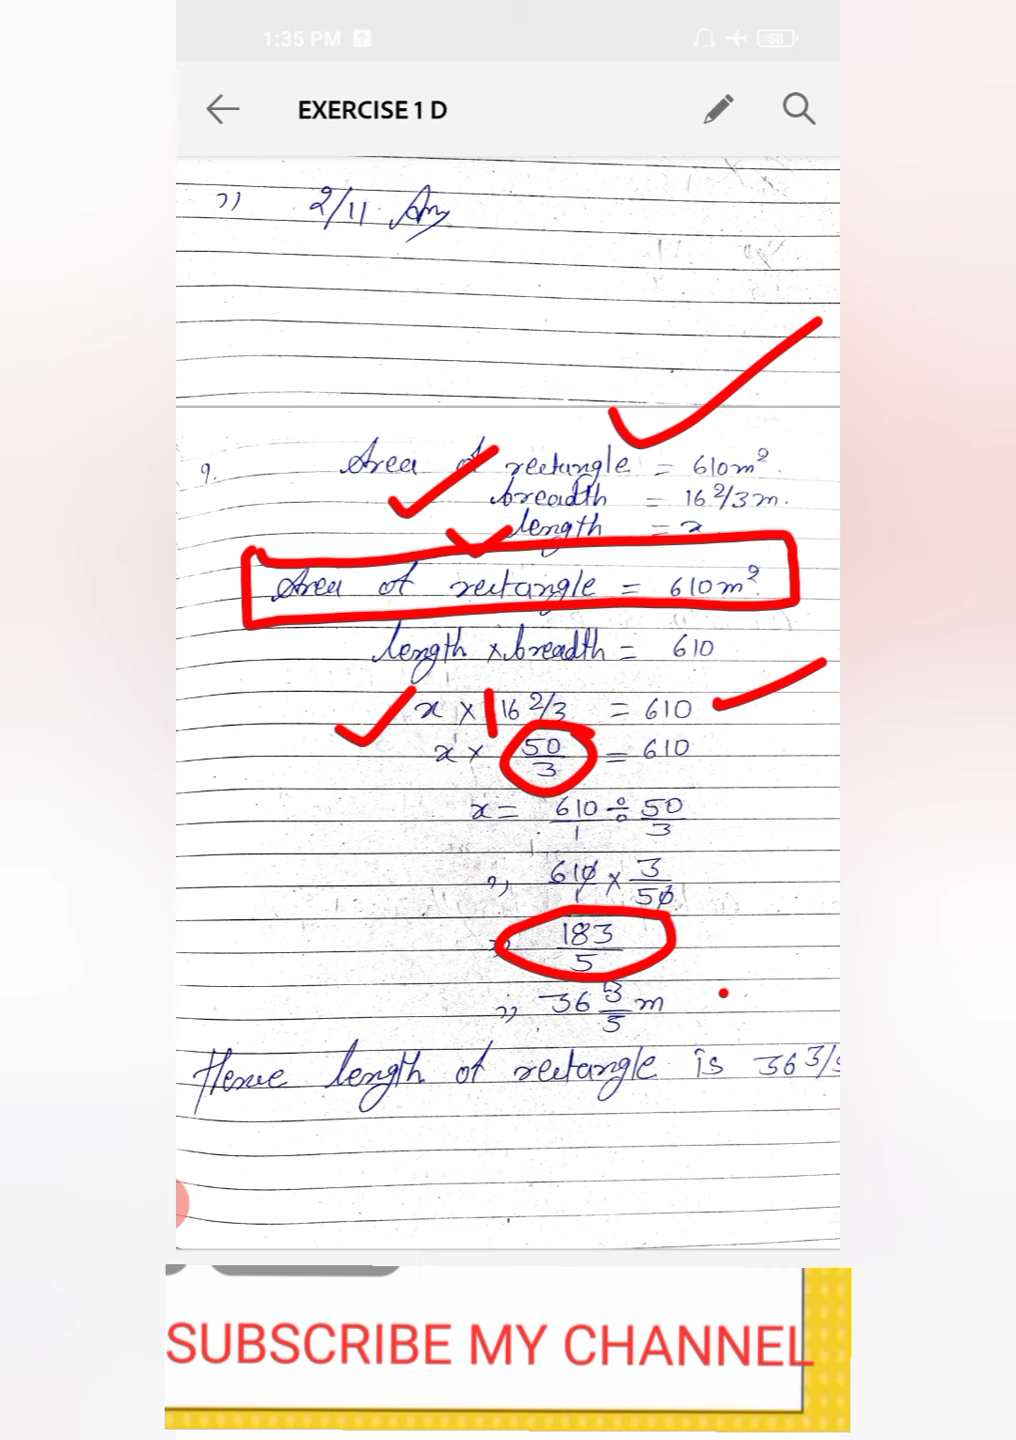 1:35 PM
58
EXERCISE 1 D
,, 2/11 Ans
9. Area of rectangle = 610m².
breadth = 16 2/3 m.
length = x
Area of rectangle = 610m².
length × breadth = 610
x × 16 2/3 = 610
x × 50/3 = 610
x = 610/1 ÷ 50/3
,, 610/1 × 3/50
,, 183/5
,, 36 3/5 m
Hence length of rectangle is 36 3/5
SUBSCRIBE MY CHANNEL